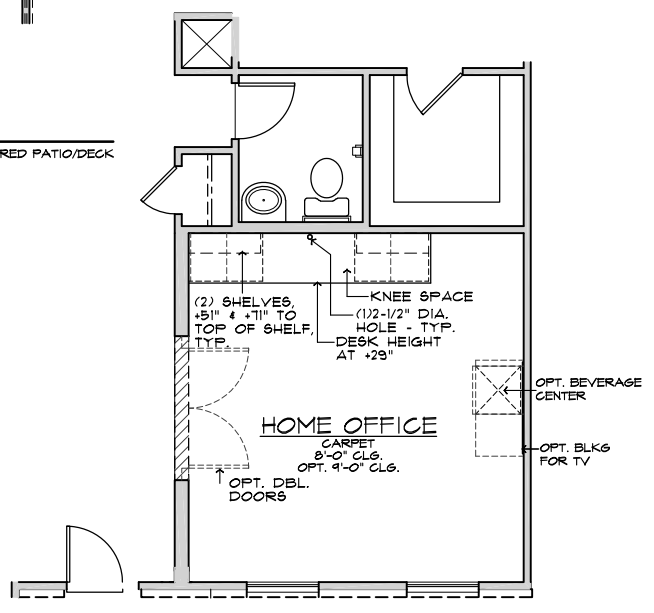 RED PATIO/DECK
(2) SHELVES,
+51" & +71" TO
TOP OF SHELF,
TYP.
KNEE SPACE
(1)2-1/2" DIA.
HOLE - TYP.
DESK HEIGHT
AT +29"
OPT. BEVERAGE
CENTER
HOME OFFICE
CARPET
8'-0" CLG.
OPT. 9'-0" CLG.
OPT. BLKG
FOR TV
OPT. DBL.
DOORS